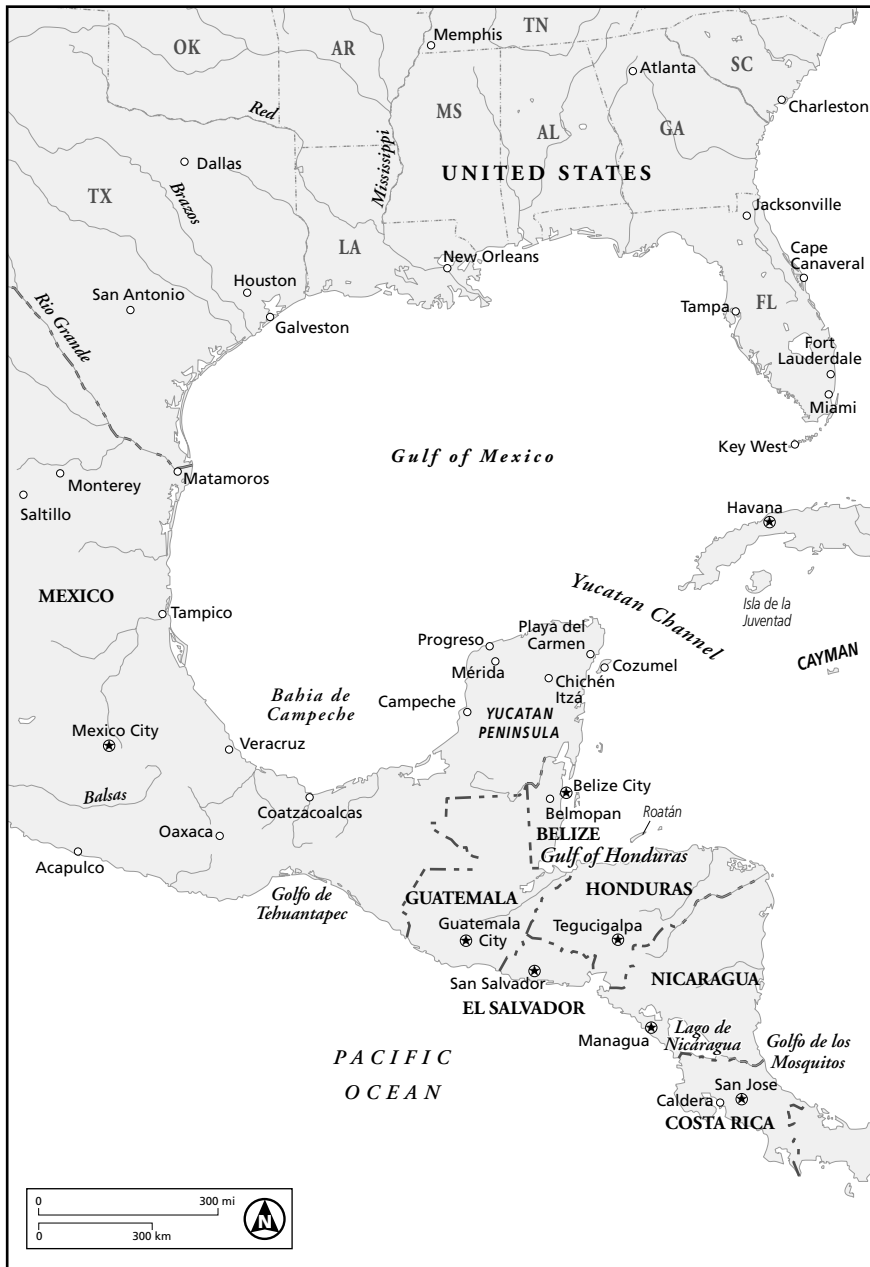 OK
AR
TN
Memphis
SC
Atlanta
Charleston
MS
AL
GA
Red
Mississippi
UNITED STATES
Dallas
Brazos
TX
Jacksonville
LA
New Orleans
Cape
Canaveral
Houston
San Antonio
Galveston
Tampa
FL
Rio Grande
Fort
Lauderdale
Miami
Key West
Gulf of Mexico
Monterey
Matamoros
Saltillo
Havana
MEXICO
Yucatan Channel
Isla de la
Juventad
Tampico
Progreso
Playa del
Carmen
CAYMAN
Mérida
Cozumel
Chichén
Itzá
Bahia de
Campeche
Campeche
YUCATAN
PENINSULA
Mexico City
Veracruz
Balsas
Coatzacoalcas
Belize City
Belmopan
Roatán
Oaxaca
BELIZE
Acapulco
Gulf of Honduras
Golfo de
Tehuantapec
GUATEMALA
HONDURAS
Guatemala
City
Tegucigalpa
San Salvador
NICARAGUA
EL SALVADOR
Managua
Lago de
Nicaragua
Golfo de los
Mosquitos
PACIFIC
OCEAN
San Jose
Caldera
COSTA RICA
0 300 mi
0 300 km
N